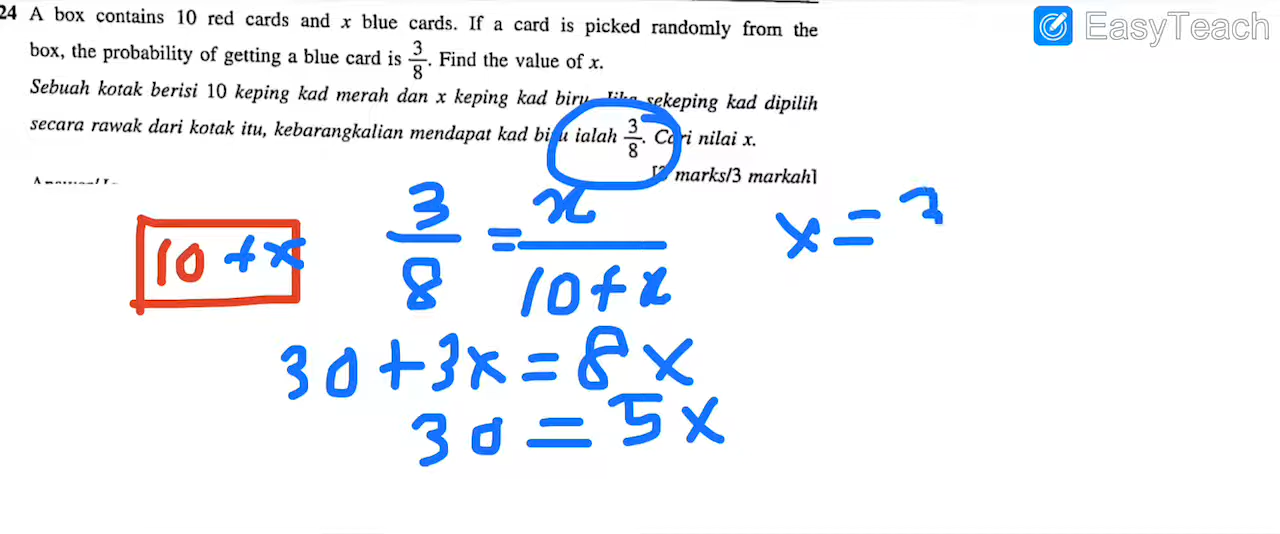 24 A box contains 10 red cards and x blue cards. If a card is picked randomly from the
box, the probability of getting a blue card is 3/8. Find the value of x.
Sebuah kotak berisi 10 keping kad merah dan x keping kad biru. Jika sekeping kad dipilih
secara rawak dari kotak itu, kebarangkalian mendapat kad biru ialah 3/8. Cari nilai x.
marks/3 markah]
EasyTeach
10 + x
3/8 = x/(10+x)
x =
30+3x=8x
30 = 5x